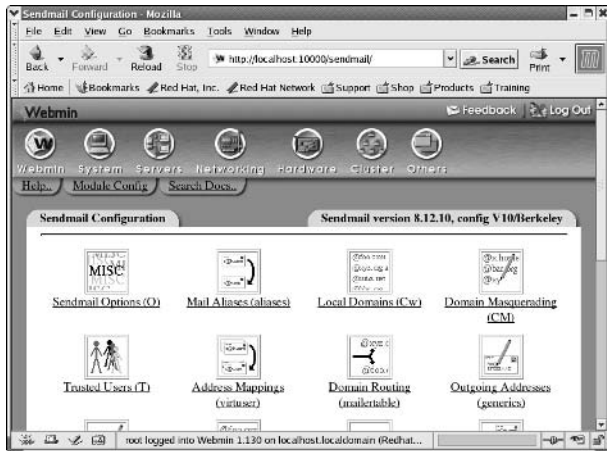 Sendmail Configuration - Mozilla
File Edit View Go Bookmarks Tools Window Help
Back Forward Reload Stop http://localhost:10000/sendmail/ Search Print
Home Bookmarks Red Hat, Inc. Red Hat Network Support Shop Products Training
Webmin Feedback Log Out
Webmin System Servers Networking Hardware Cluster Others
Help.. Module Config Search Docs..
Sendmail Configuration Sendmail version 8.12.10, config V10/Berkeley
MISC
Sendmail Options (O) Mail Aliases (aliases) Local Domains (Cw) Domain Masquerading (CM)
Trusted Users (T) Address Mappings (virtuser) Domain Routing (mailertable) Outgoing Addresses (generics)
root logged into Webmin 1.130 on localhost.localdomain (Redhat...